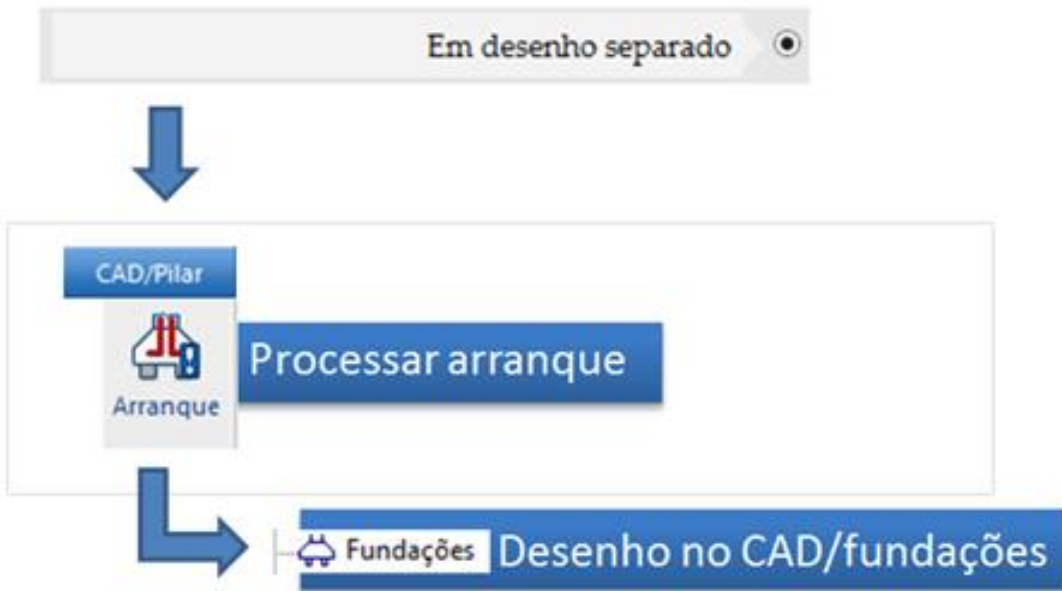 Em desenho separado
CAD/Pilar
Processar arranque
Arranque
Fundações
Desenho no CAD/fundações